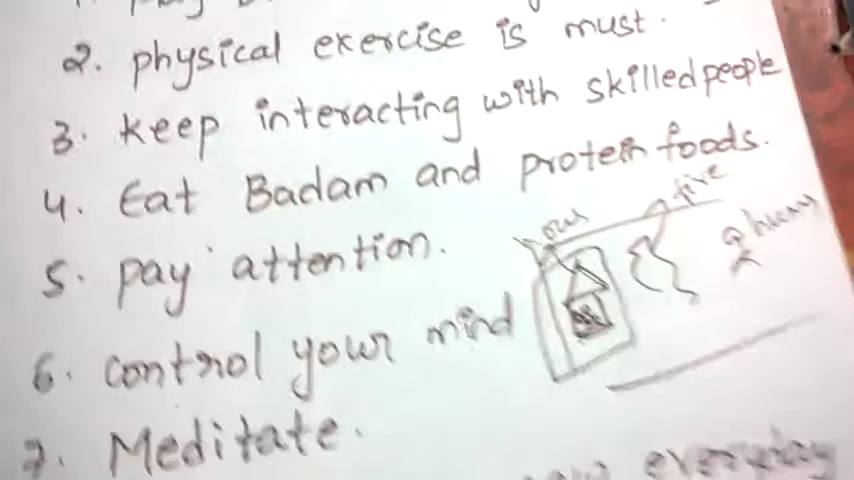 2. physical exercise is must.
3. keep interacting with skilled people
4. Eat Badam and protein foods.
5. pay attention.
6. control your mind
7. Meditate.
everyday